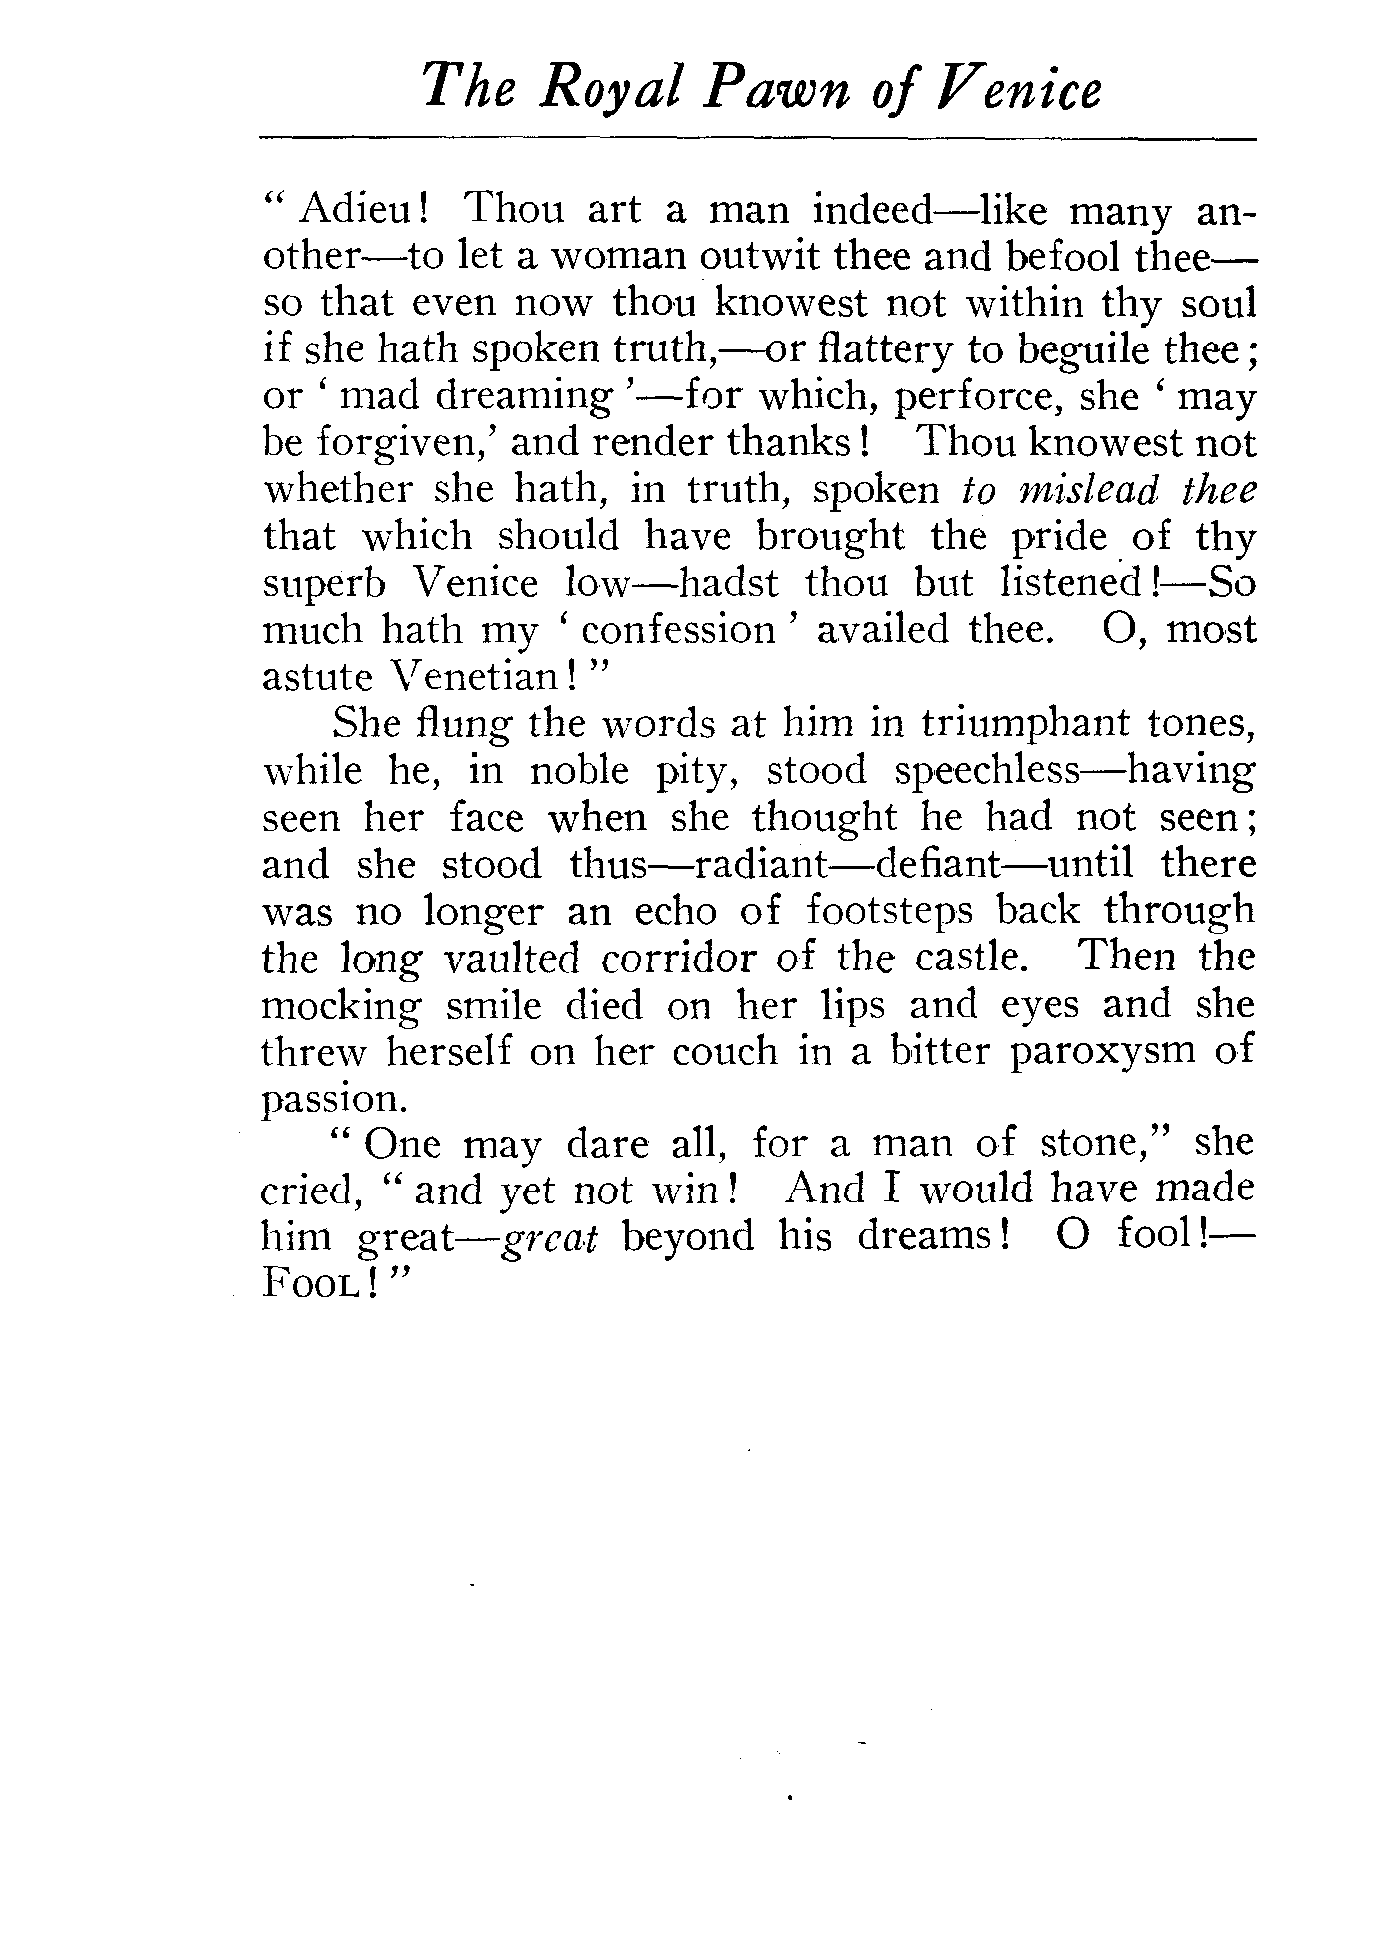 The Royal Pawn of Venice
“ Adieu! Thou art a man indeed—like many an-
other—to let a woman outwit thee and befool thee—
so that even now thou knowest not within thy soul
if she hath spoken truth,—or flattery to beguile thee;
or ‘ mad dreaming ’—for which, perforce, she ‘ may
be forgiven,’ and render thanks! Thou knowest not
whether she hath, in truth, spoken to mislead thee
that which should have brought the pride of thy
superb Venice low—hadst thou but listened!—So
much hath my ‘ confession ’ availed thee. O, most
astute Venetian! ”
She flung the words at him in triumphant tones,
while he, in noble pity, stood speechless—having
seen her face when she thought he had not seen;
and she stood thus—radiant—defiant—until there
was no longer an echo of footsteps back through
the long vaulted corridor of the castle. Then the
mocking smile died on her lips and eyes and she
threw herself on her couch in a bitter paroxysm of
passion.
“ One may dare all, for a man of stone,” she
cried, “ and yet not win! And I would have made
him great—great beyond his dreams! O fool!—
FOOL! ”